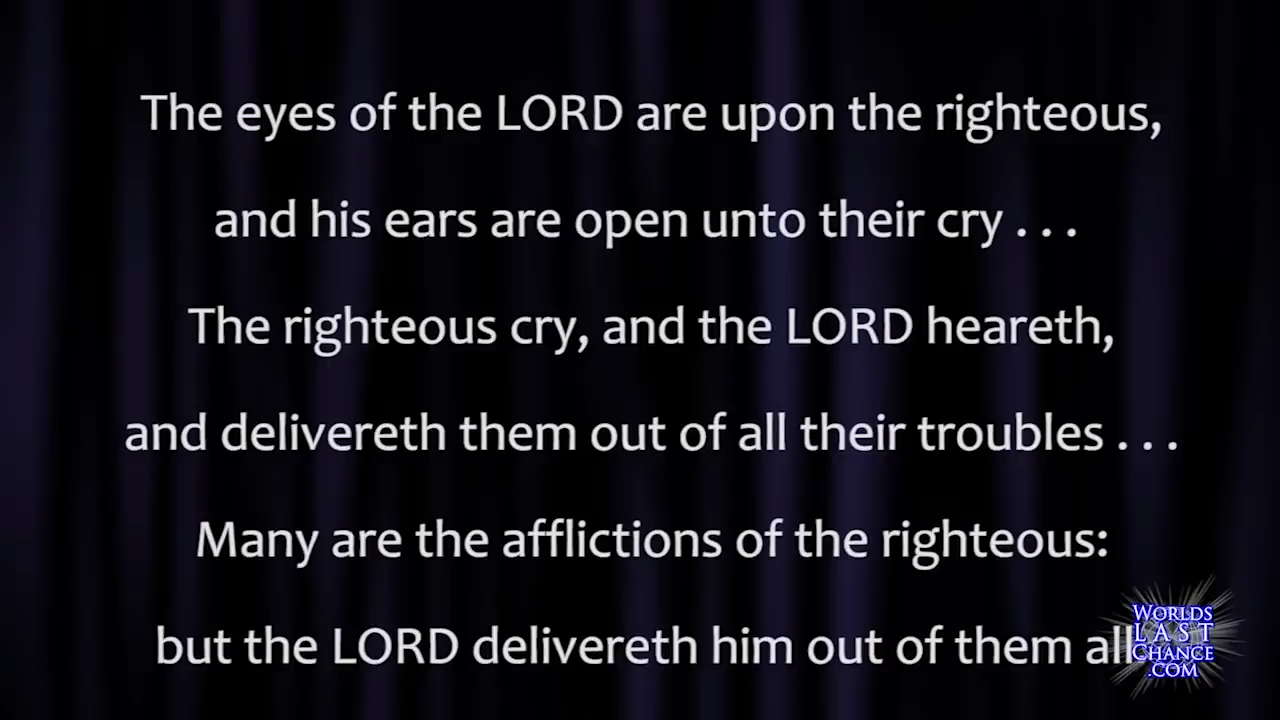 The eyes of the LORD are upon the righteous,
and his ears are open unto their cry . . .
The righteous cry, and the LORD heareth,
and delivereth them out of all their troubles . . .
Many are the afflictions of the righteous:
but the LORD delivereth him out of them all
WORLDS
LAST
CHANCE
.COM